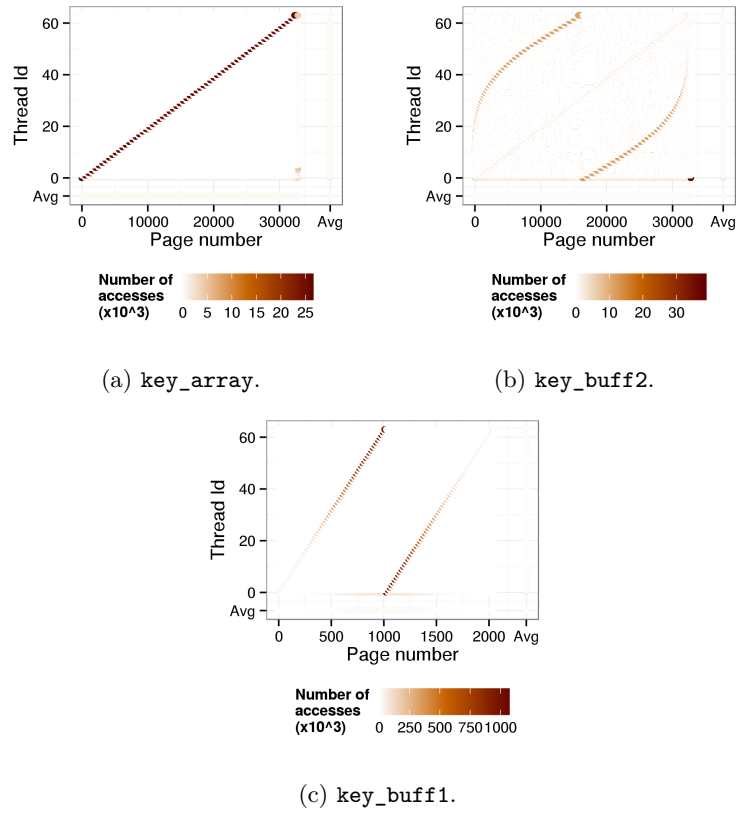 60
40
20
0
Avg
Thread Id
0 10000 20000 30000 Avg
Page number
Number of
accesses
(x10^3)
0 5 10 15 20 25
(a) key_array.
60
40
20
0
Avg
Thread Id
0 10000 20000 30000 Avg
Page number
Number of
accesses
(x10^3)
0 10 20 30
(b) key_buff2.
60
40
20
0
Avg
Thread Id
0 500 1000 1500 2000 Avg
Page number
Number of
accesses
(x10^3)
0 250 500 750 1000
(c) key_buff1.